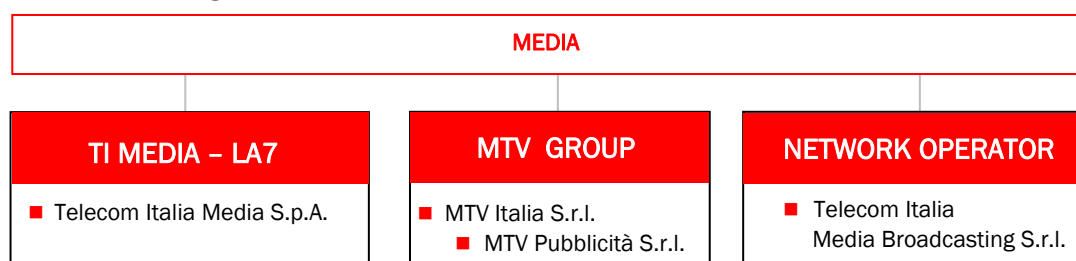 MEDIA
TI MEDIA – LA7
Telecom Italia Media S.p.A.
MTV GROUP
MTV Italia S.r.l.
MTV Pubblicità S.r.l.
NETWORK OPERATOR
Telecom Italia
Media Broadcasting S.r.l.